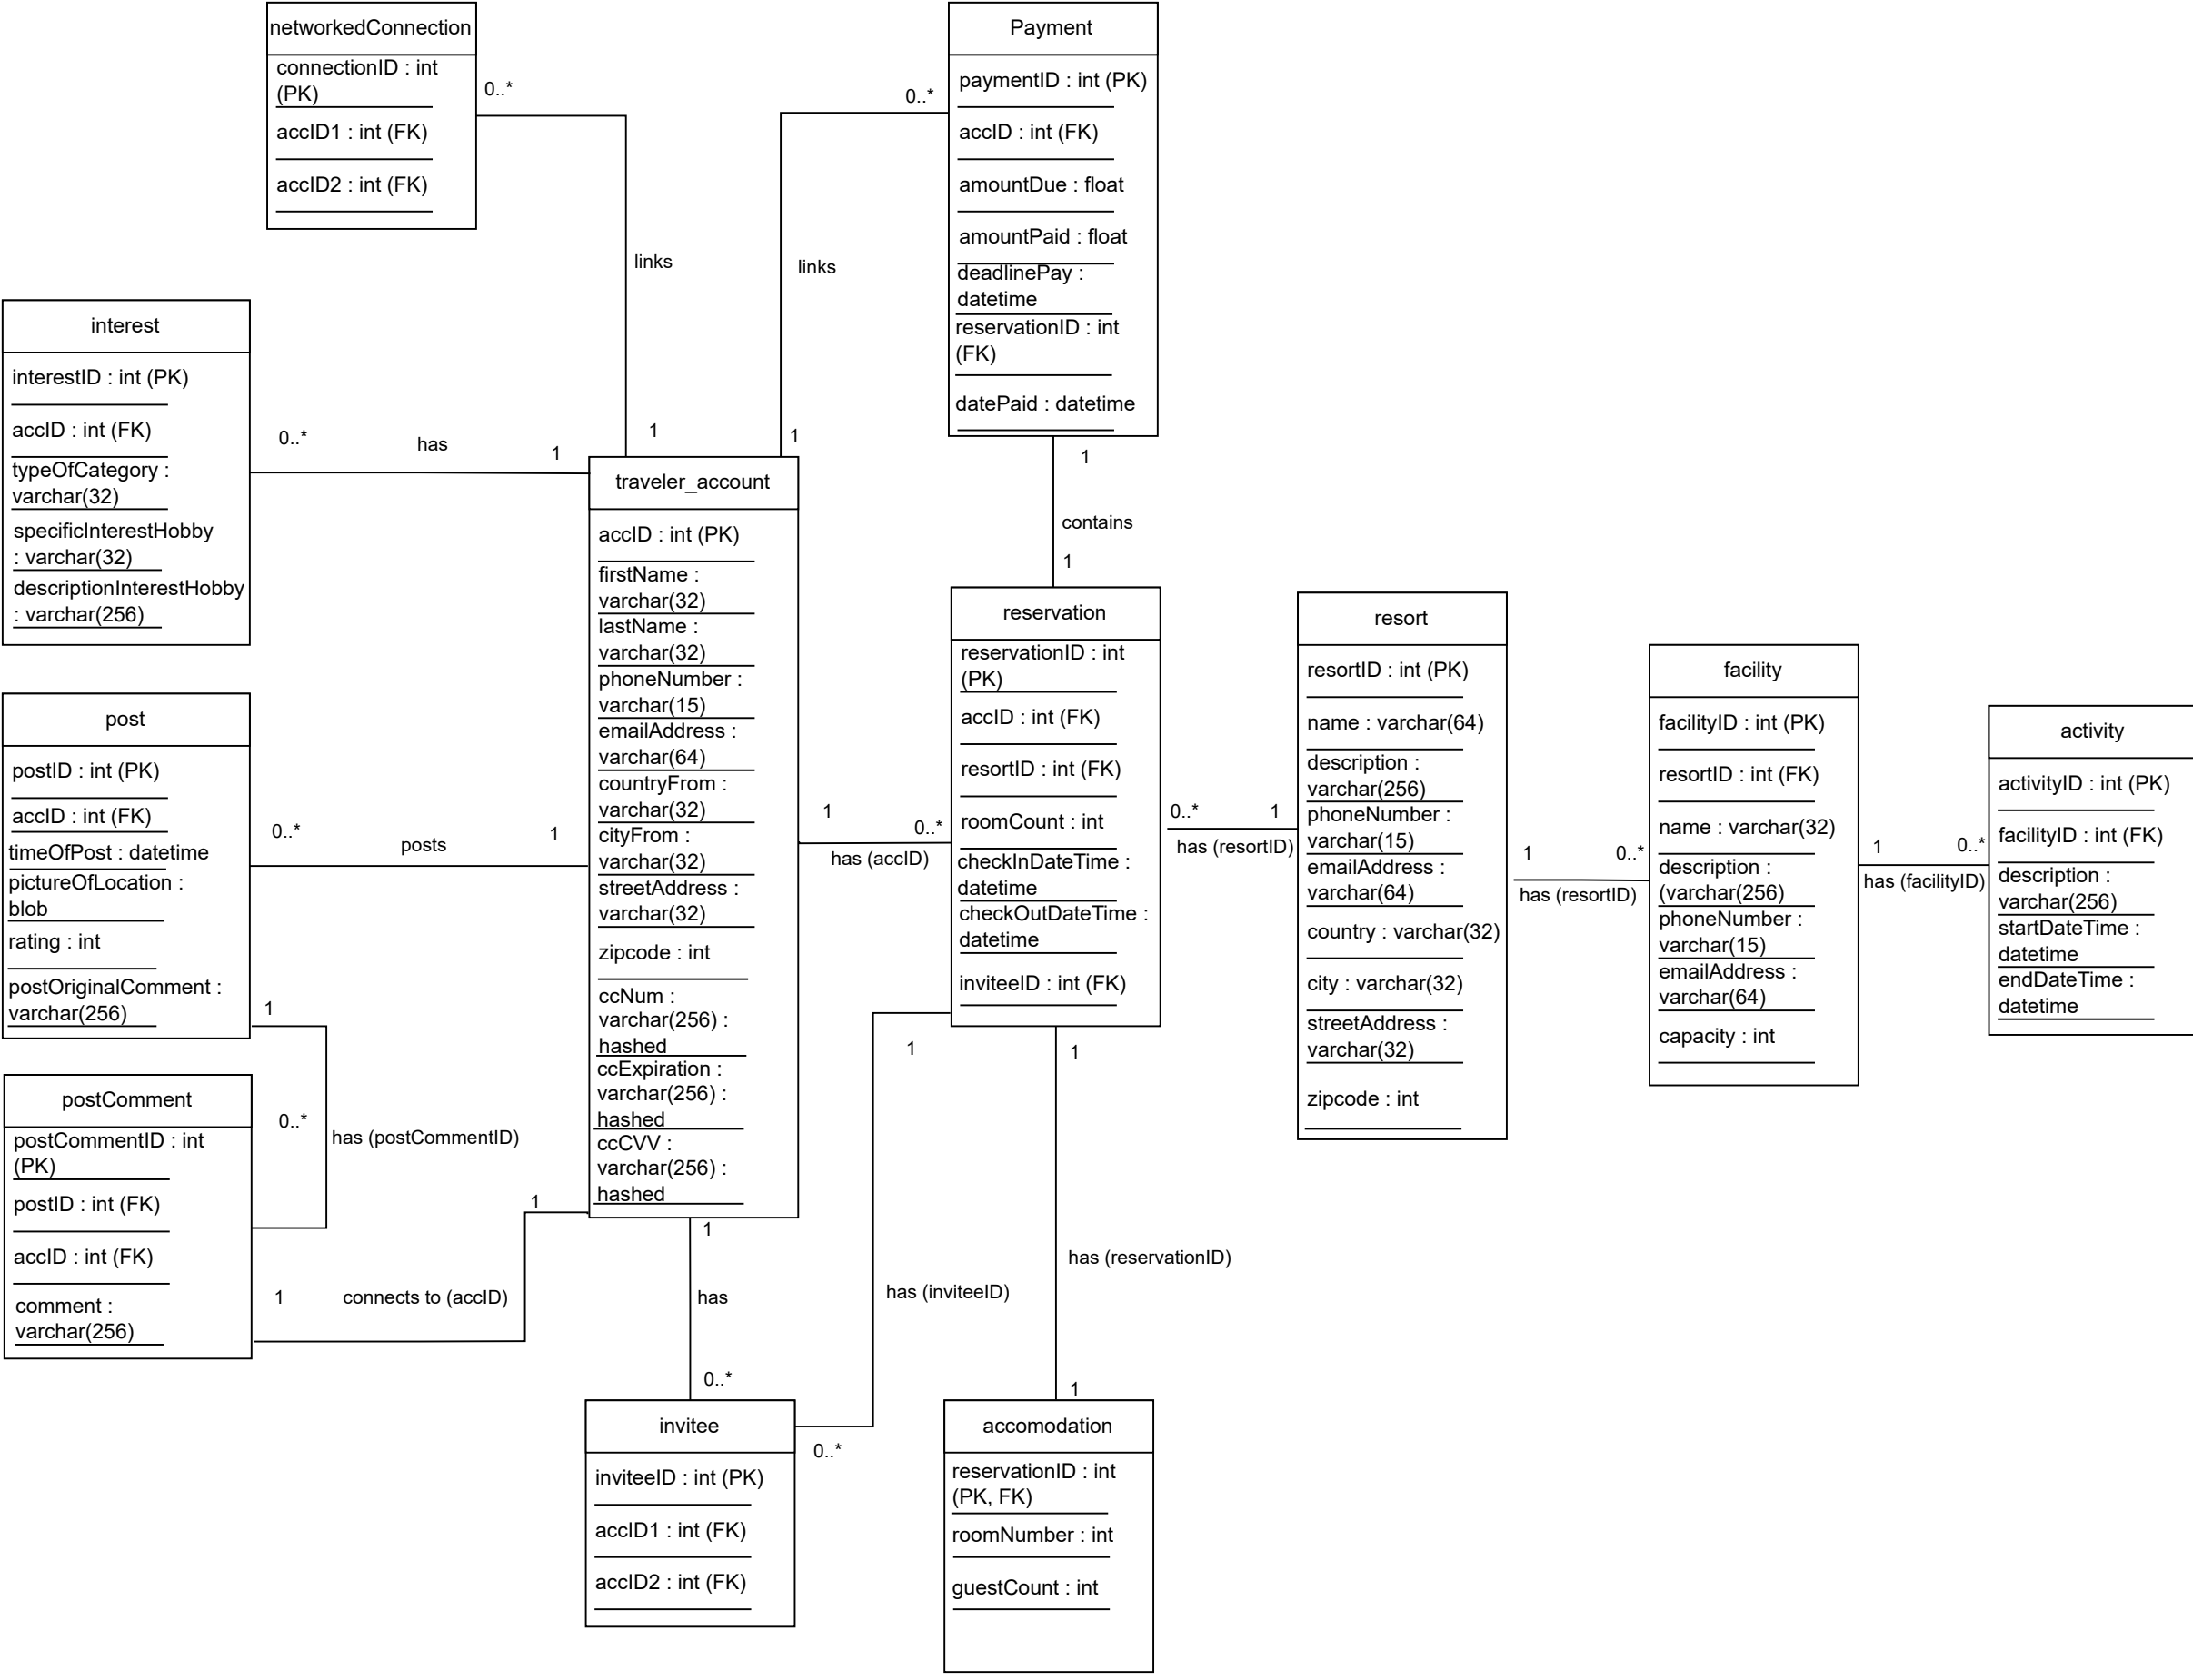 networkedConnection
connectionID : int
(PK)
accID1 : int (FK)
accID2 : int (FK)
0..*
links
1
Payment
paymentID : int (PK)
accID : int (FK)
amountDue : float
amountPaid : float
deadlinePay :
datetime
reservationID : int
(FK)
datePaid : datetime
0..*
links
1
1
contains
1
interest
interestID : int (PK)
accID : int (FK)
typeOfCategory :
varchar(32)
specificInterestHobby
: varchar(32)
descriptionInterestHobby
: varchar(256)
0..*
has
1
traveler_account
accID : int (PK)
firstName :
varchar(32)
lastName :
varchar(32)
phoneNumber :
varchar(15)
emailAddress :
varchar(64)
countryFrom :
varchar(32)
cityFrom :
varchar(32)
streetAddress :
varchar(32)
zipcode : int
ccNum :
varchar(256) :
hashed
ccExpiration :
varchar(256) :
hashed
ccCVV :
varchar(256) :
hashed
post
postID : int (PK)
accID : int (FK)
timeOfPost : datetime
pictureOfLocation :
blob
rating : int
postOriginalComment :
varchar(256)
0..*
posts
1
1
0..*
has (postCommentID)
postComment
postCommentID : int
(PK)
postID : int (FK)
accID : int (FK)
comment :
varchar(256)
1
connects to (accID)
1
1
has (accID)
0..*
reservation
reservationID : int
(PK)
accID : int (FK)
resortID : int (FK)
roomCount : int
checkInDateTime :
datetime
checkOutDateTime :
datetime
inviteeID : int (FK)
0..*
1
has (resortID)
resort
resortID : int (PK)
name : varchar(64)
description :
varchar(256)
phoneNumber :
varchar(15)
emailAddress :
varchar(64)
country : varchar(32)
city : varchar(32)
streetAddress :
varchar(32)
zipcode : int
1
0..*
has (resortID)
facility
facilityID : int (PK)
resortID : int (FK)
name : varchar(32)
description :
(varchar(256)
phoneNumber :
varchar(15)
emailAddress :
varchar(64)
capacity : int
1
0..*
has (facilityID)
activity
activityID : int (PK)
facilityID : int (FK)
description :
varchar(256)
startDateTime :
datetime
endDateTime :
datetime
1
has
0..*
1
has (inviteeID)
0..*
1
has (reservationID)
1
invitee
inviteeID : int (PK)
accID1 : int (FK)
accID2 : int (FK)
accomodation
reservationID : int
(PK, FK)
roomNumber : int
guestCount : int